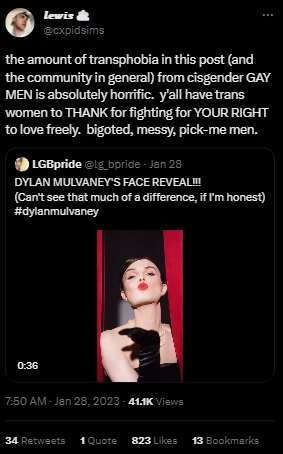 lewis
@cxpidsims
the amount of transphobia in this post (and
the community in general) from cisgender GAY
MEN is absolutely horrific.  y'all have trans
women to THANK for fighting for YOUR RIGHT
to love freely.  bigoted, messy, pick-me men.
LGBpride @lg_bpride · Jan 28
DYLAN MULVANEY'S FACE REVEAL!!!
(Can't see that much of a difference, if I'm honest)
#dylanmulvaney
0:36
7:50 AM · Jan 28, 2023 · 41.1K Views
34 Retweets 1 Quote 823 Likes 13 Bookmarks